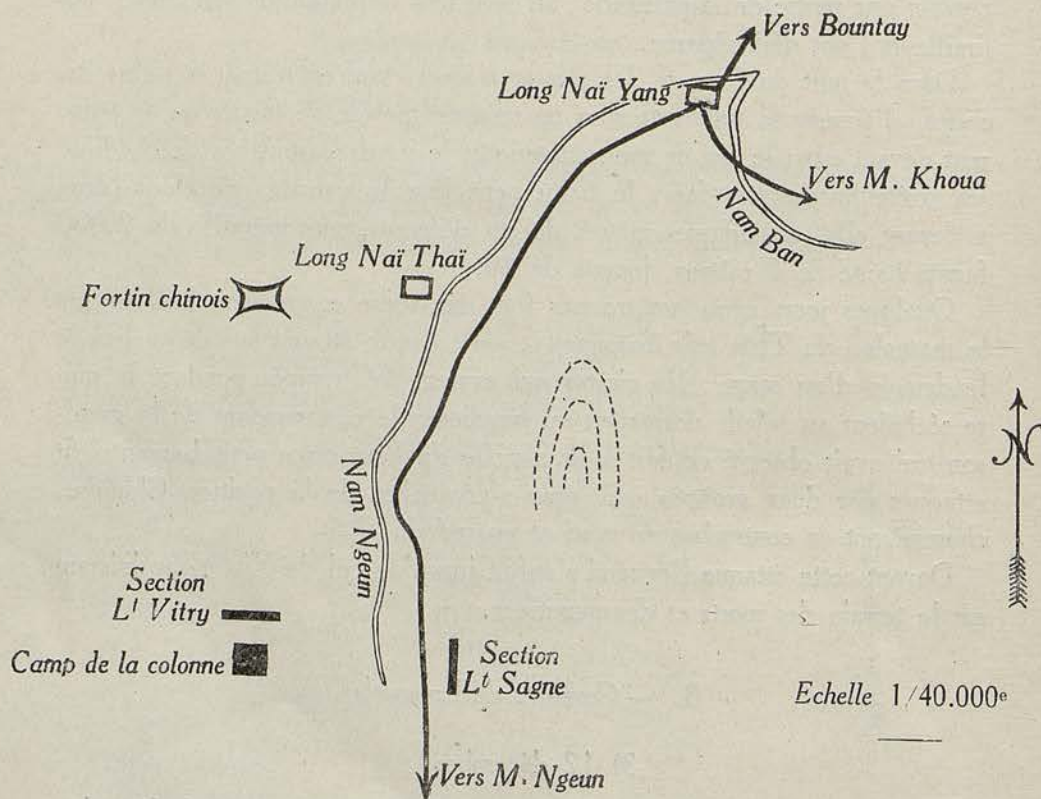 Vers Bountay
Long Naï Yang
Vers M. Khoua
Nam Ban
Long Naï Thaï
Fortin chinois
N
Nam Ngeun
Section
Lt Vitry
Camp de la colonne
Section
Lt Sagne
Echelle 1/40.000e
Vers M. Ngeun